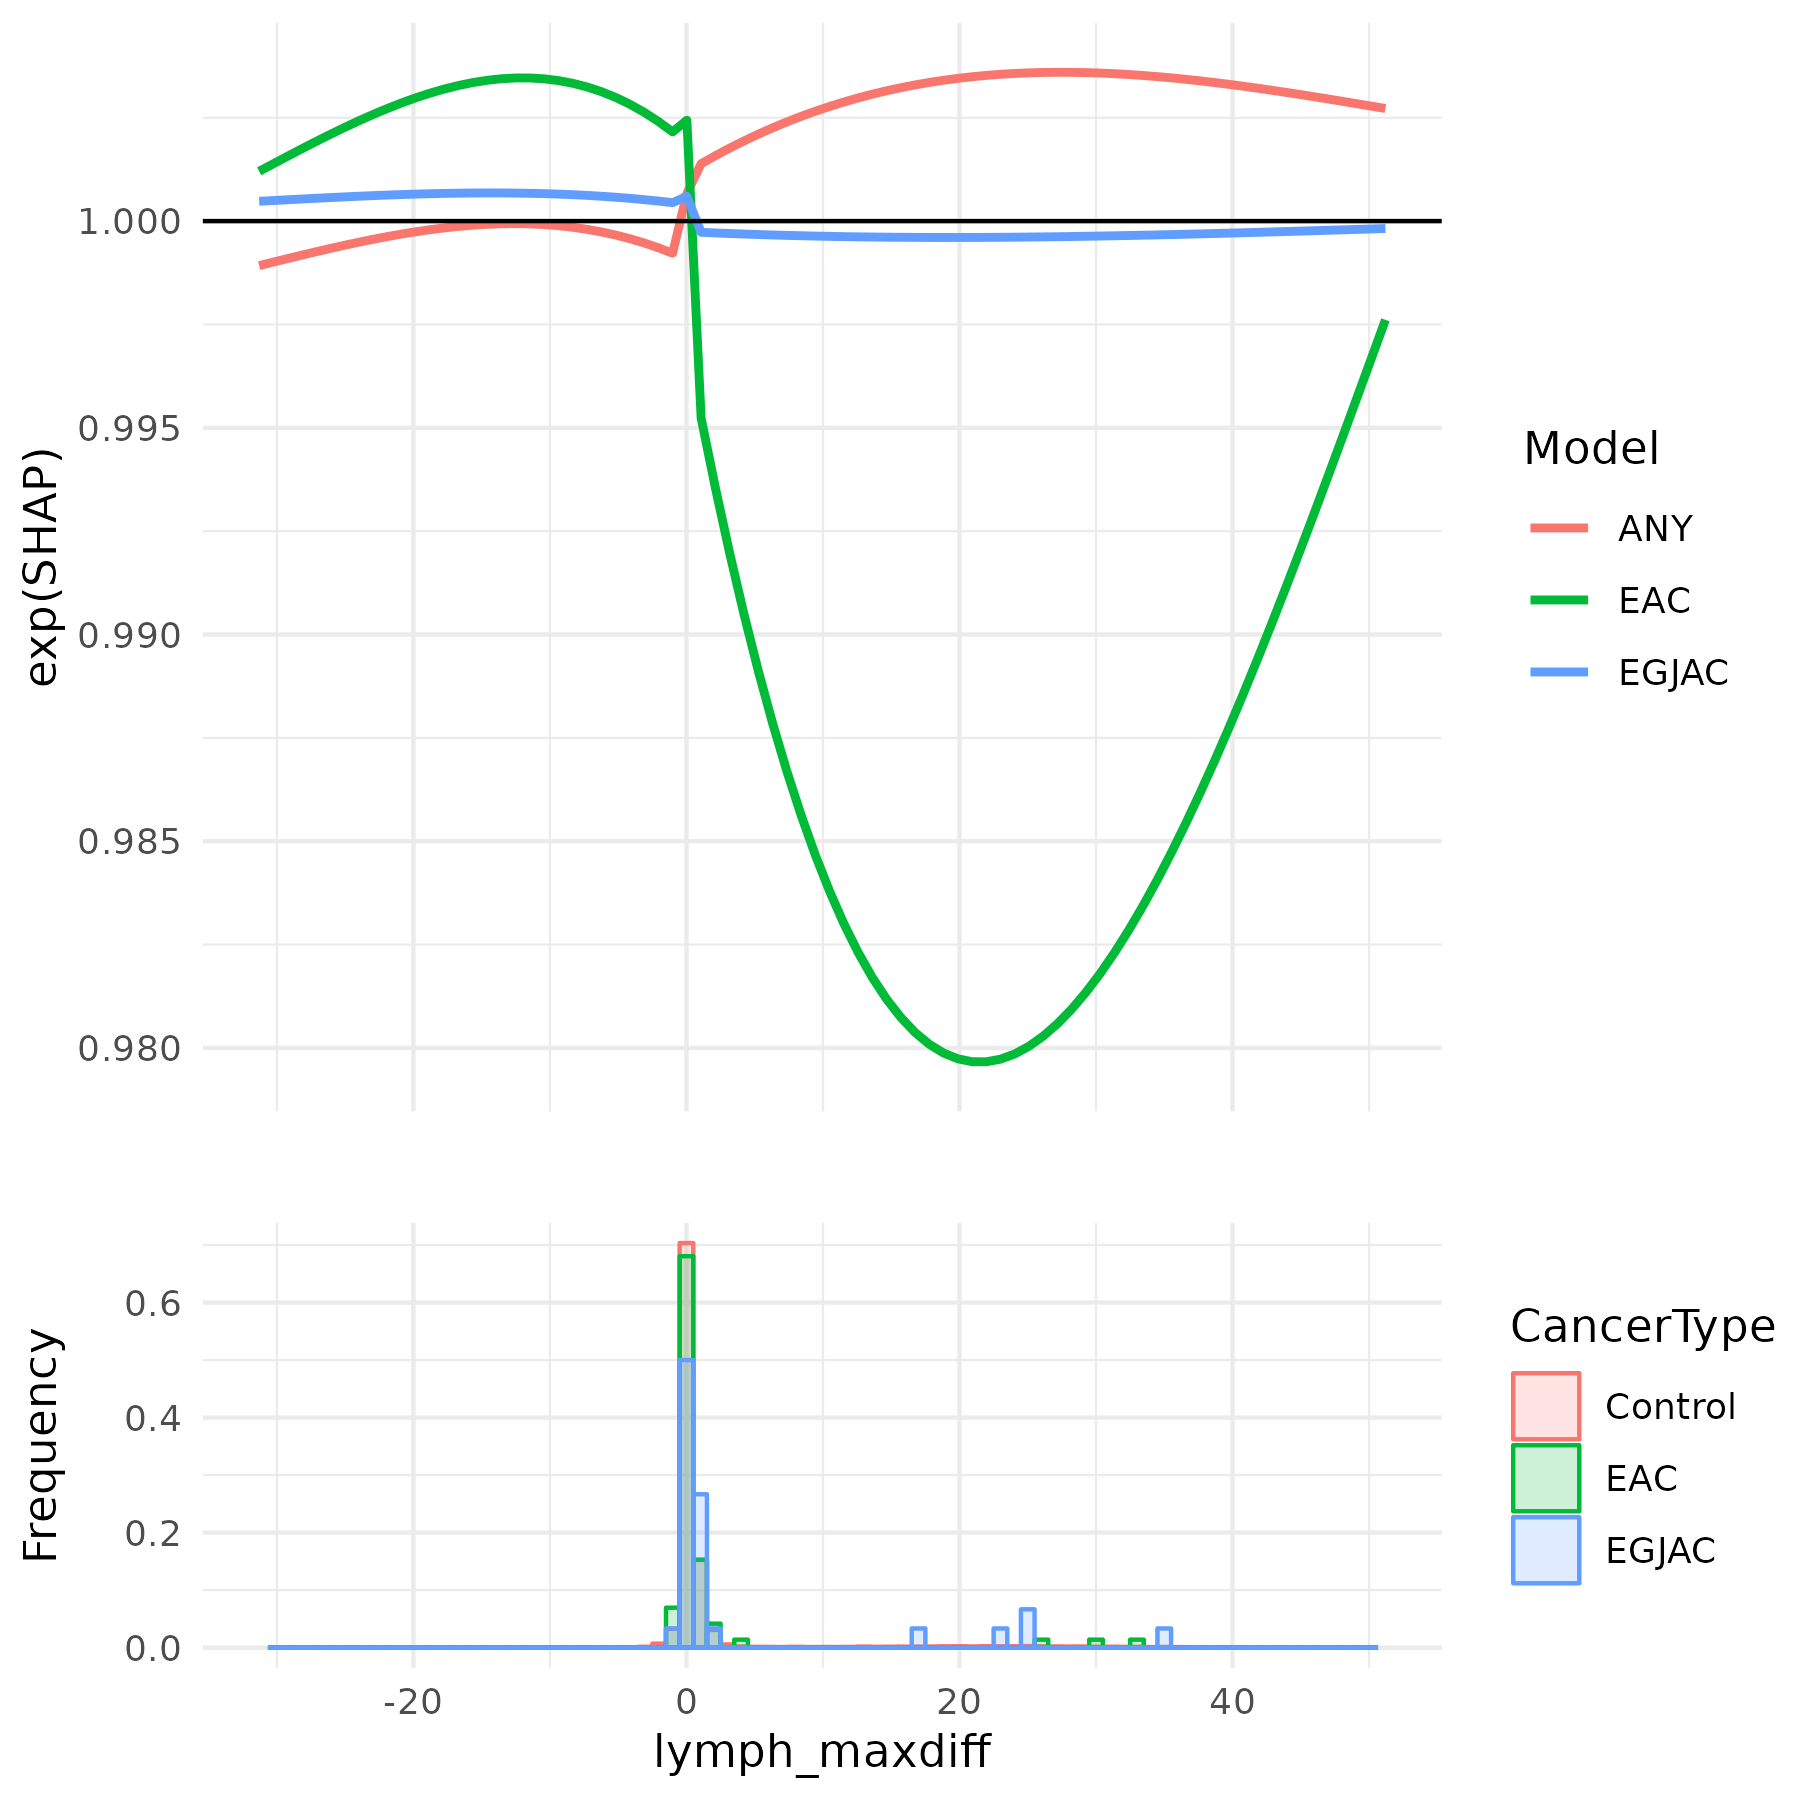 exp(SHAP)
1.000
0.995
0.990
0.985
0.980
Model
ANY
EAC
EGJAC
Frequency
0.6
0.4
0.2
0.0
-20
0
20
40
lymph_maxdiff
CancerType
Control
EAC
EGJAC